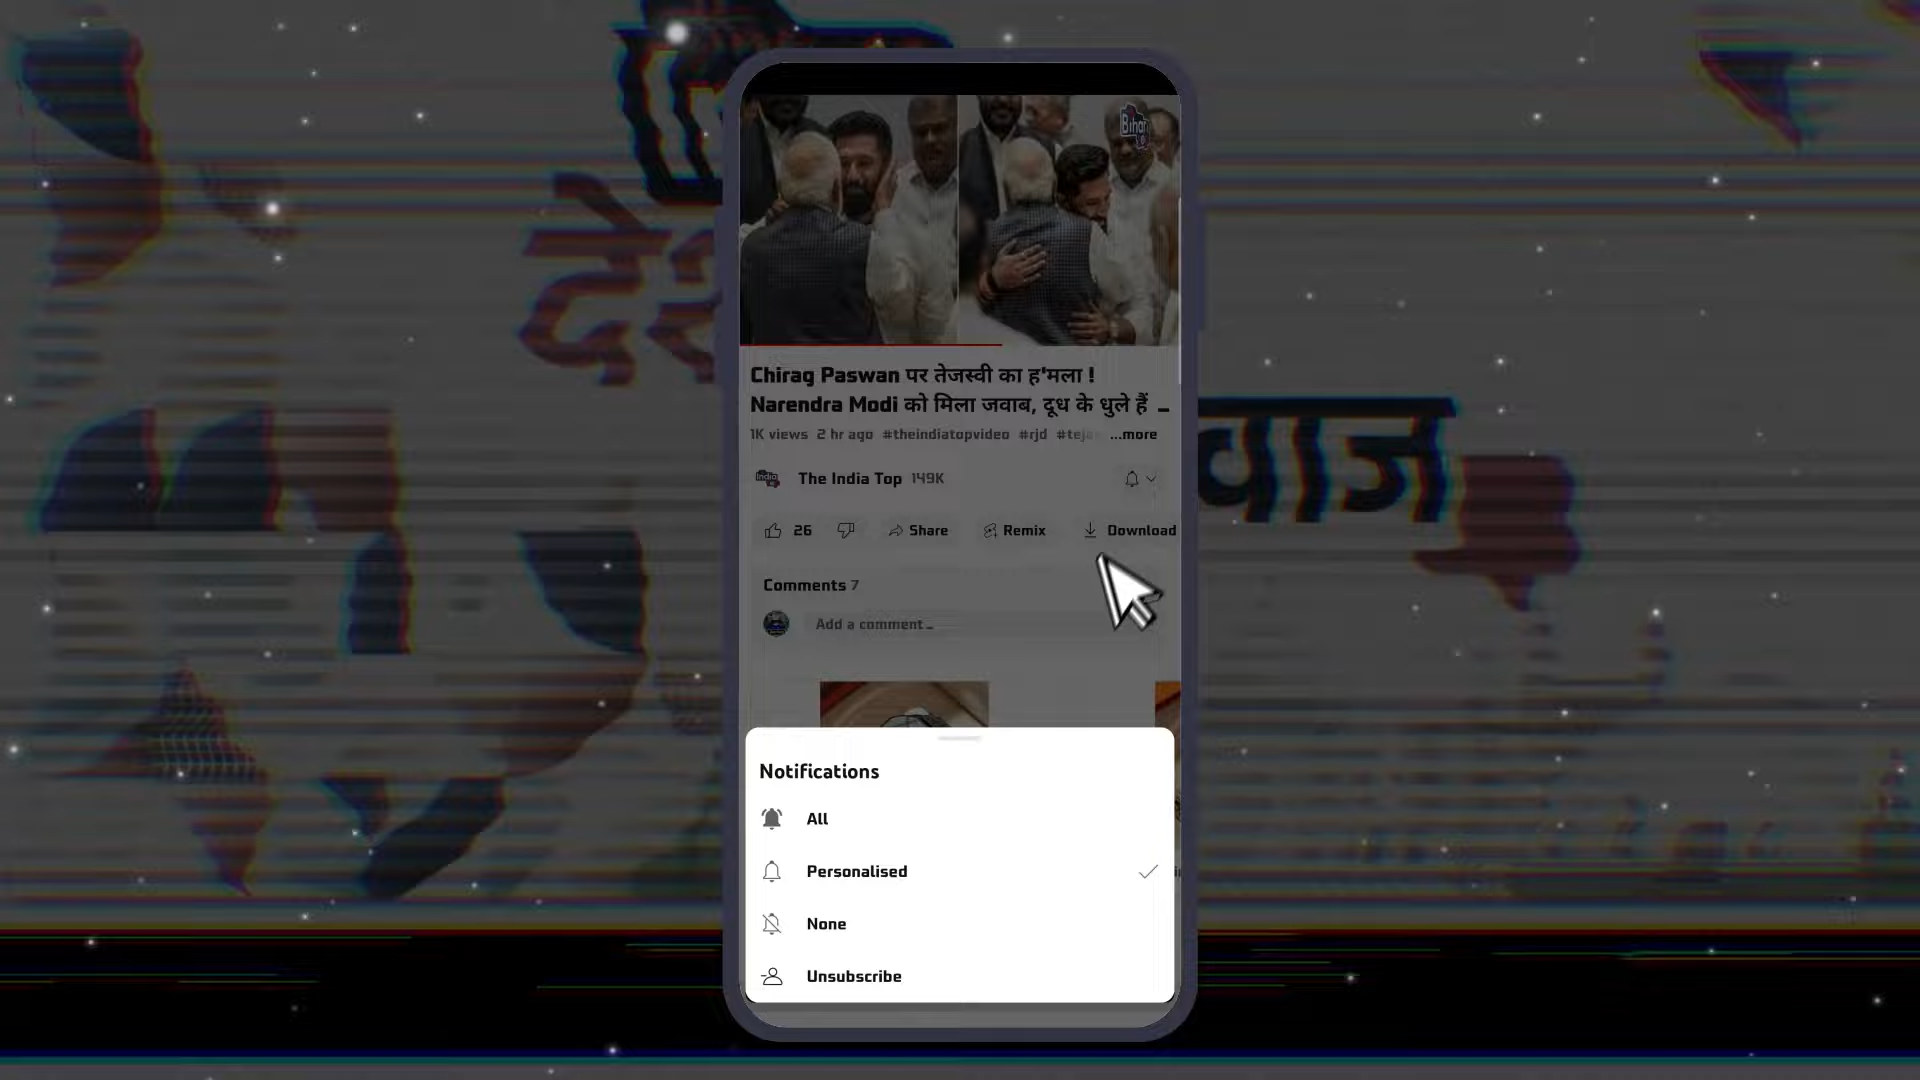 Bihar
Chirag Paswan पर तेजस्वी का ह'मला !
Narendra Modi को मिला जवाब, दूध के धुले हैं
1K views 2 hr ago #theindiatopvideo #rjd ...more
The India Top 149K
26 Share Remix Download
Comments 7
Add a comment
Notifications
All
Personalised
None
Unsubscribe